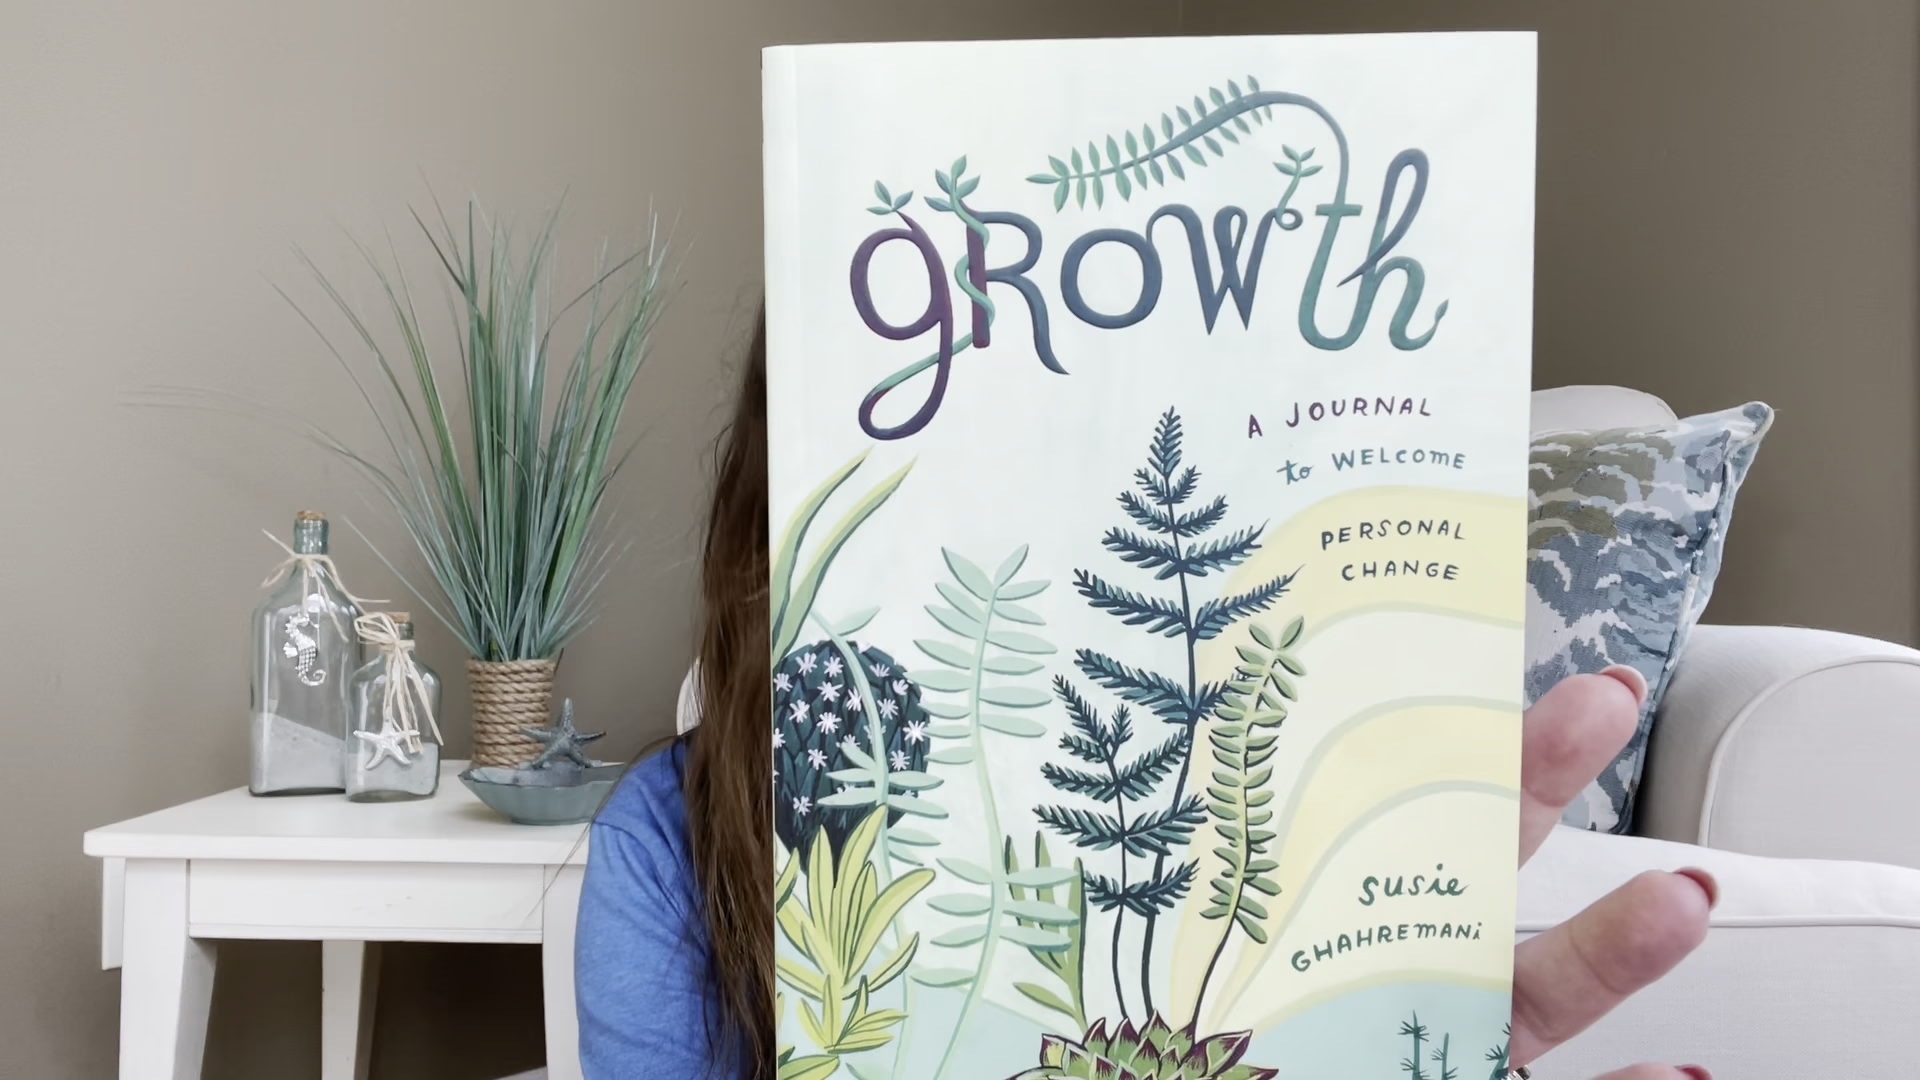 gRowth
A JOURNAL
to WELCOME
PERSONAL
CHANGE
susie
GHAHREMANi